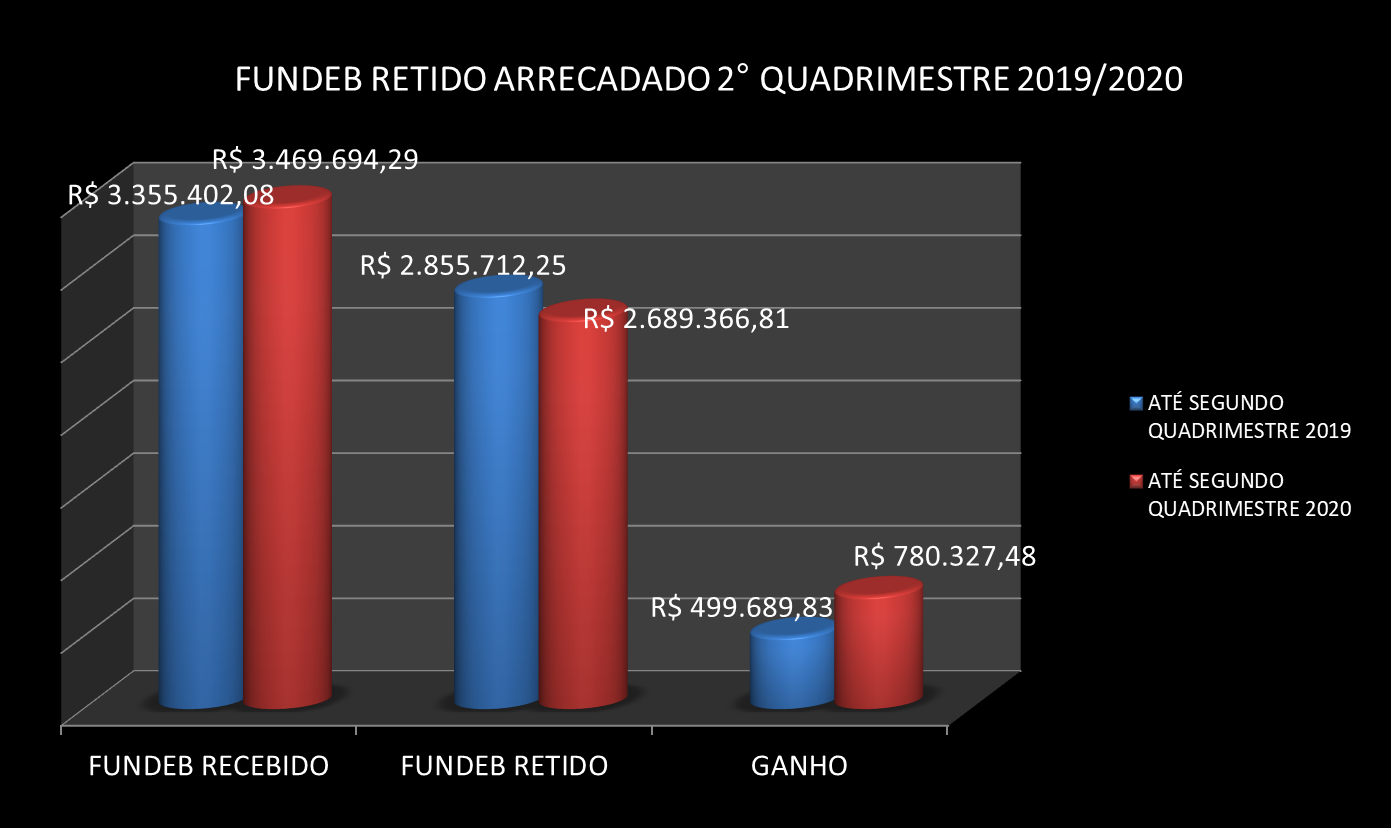 FUNDEB RETIDO ARRECADADO 2° QUADRIMESTRE 2019/2020
R$ 3.469.694,29
R$ 3.355.402,08
R$ 2.855.712,25
R$ 2.689.366,81
R$ 780.327,48
R$ 499.689,83
ATÉ SEGUNDO
QUADRIMESTRE 2019
ATÉ SEGUNDO
QUADRIMESTRE 2020
FUNDEB RECEBIDO
FUNDEB RETIDO
GANHO